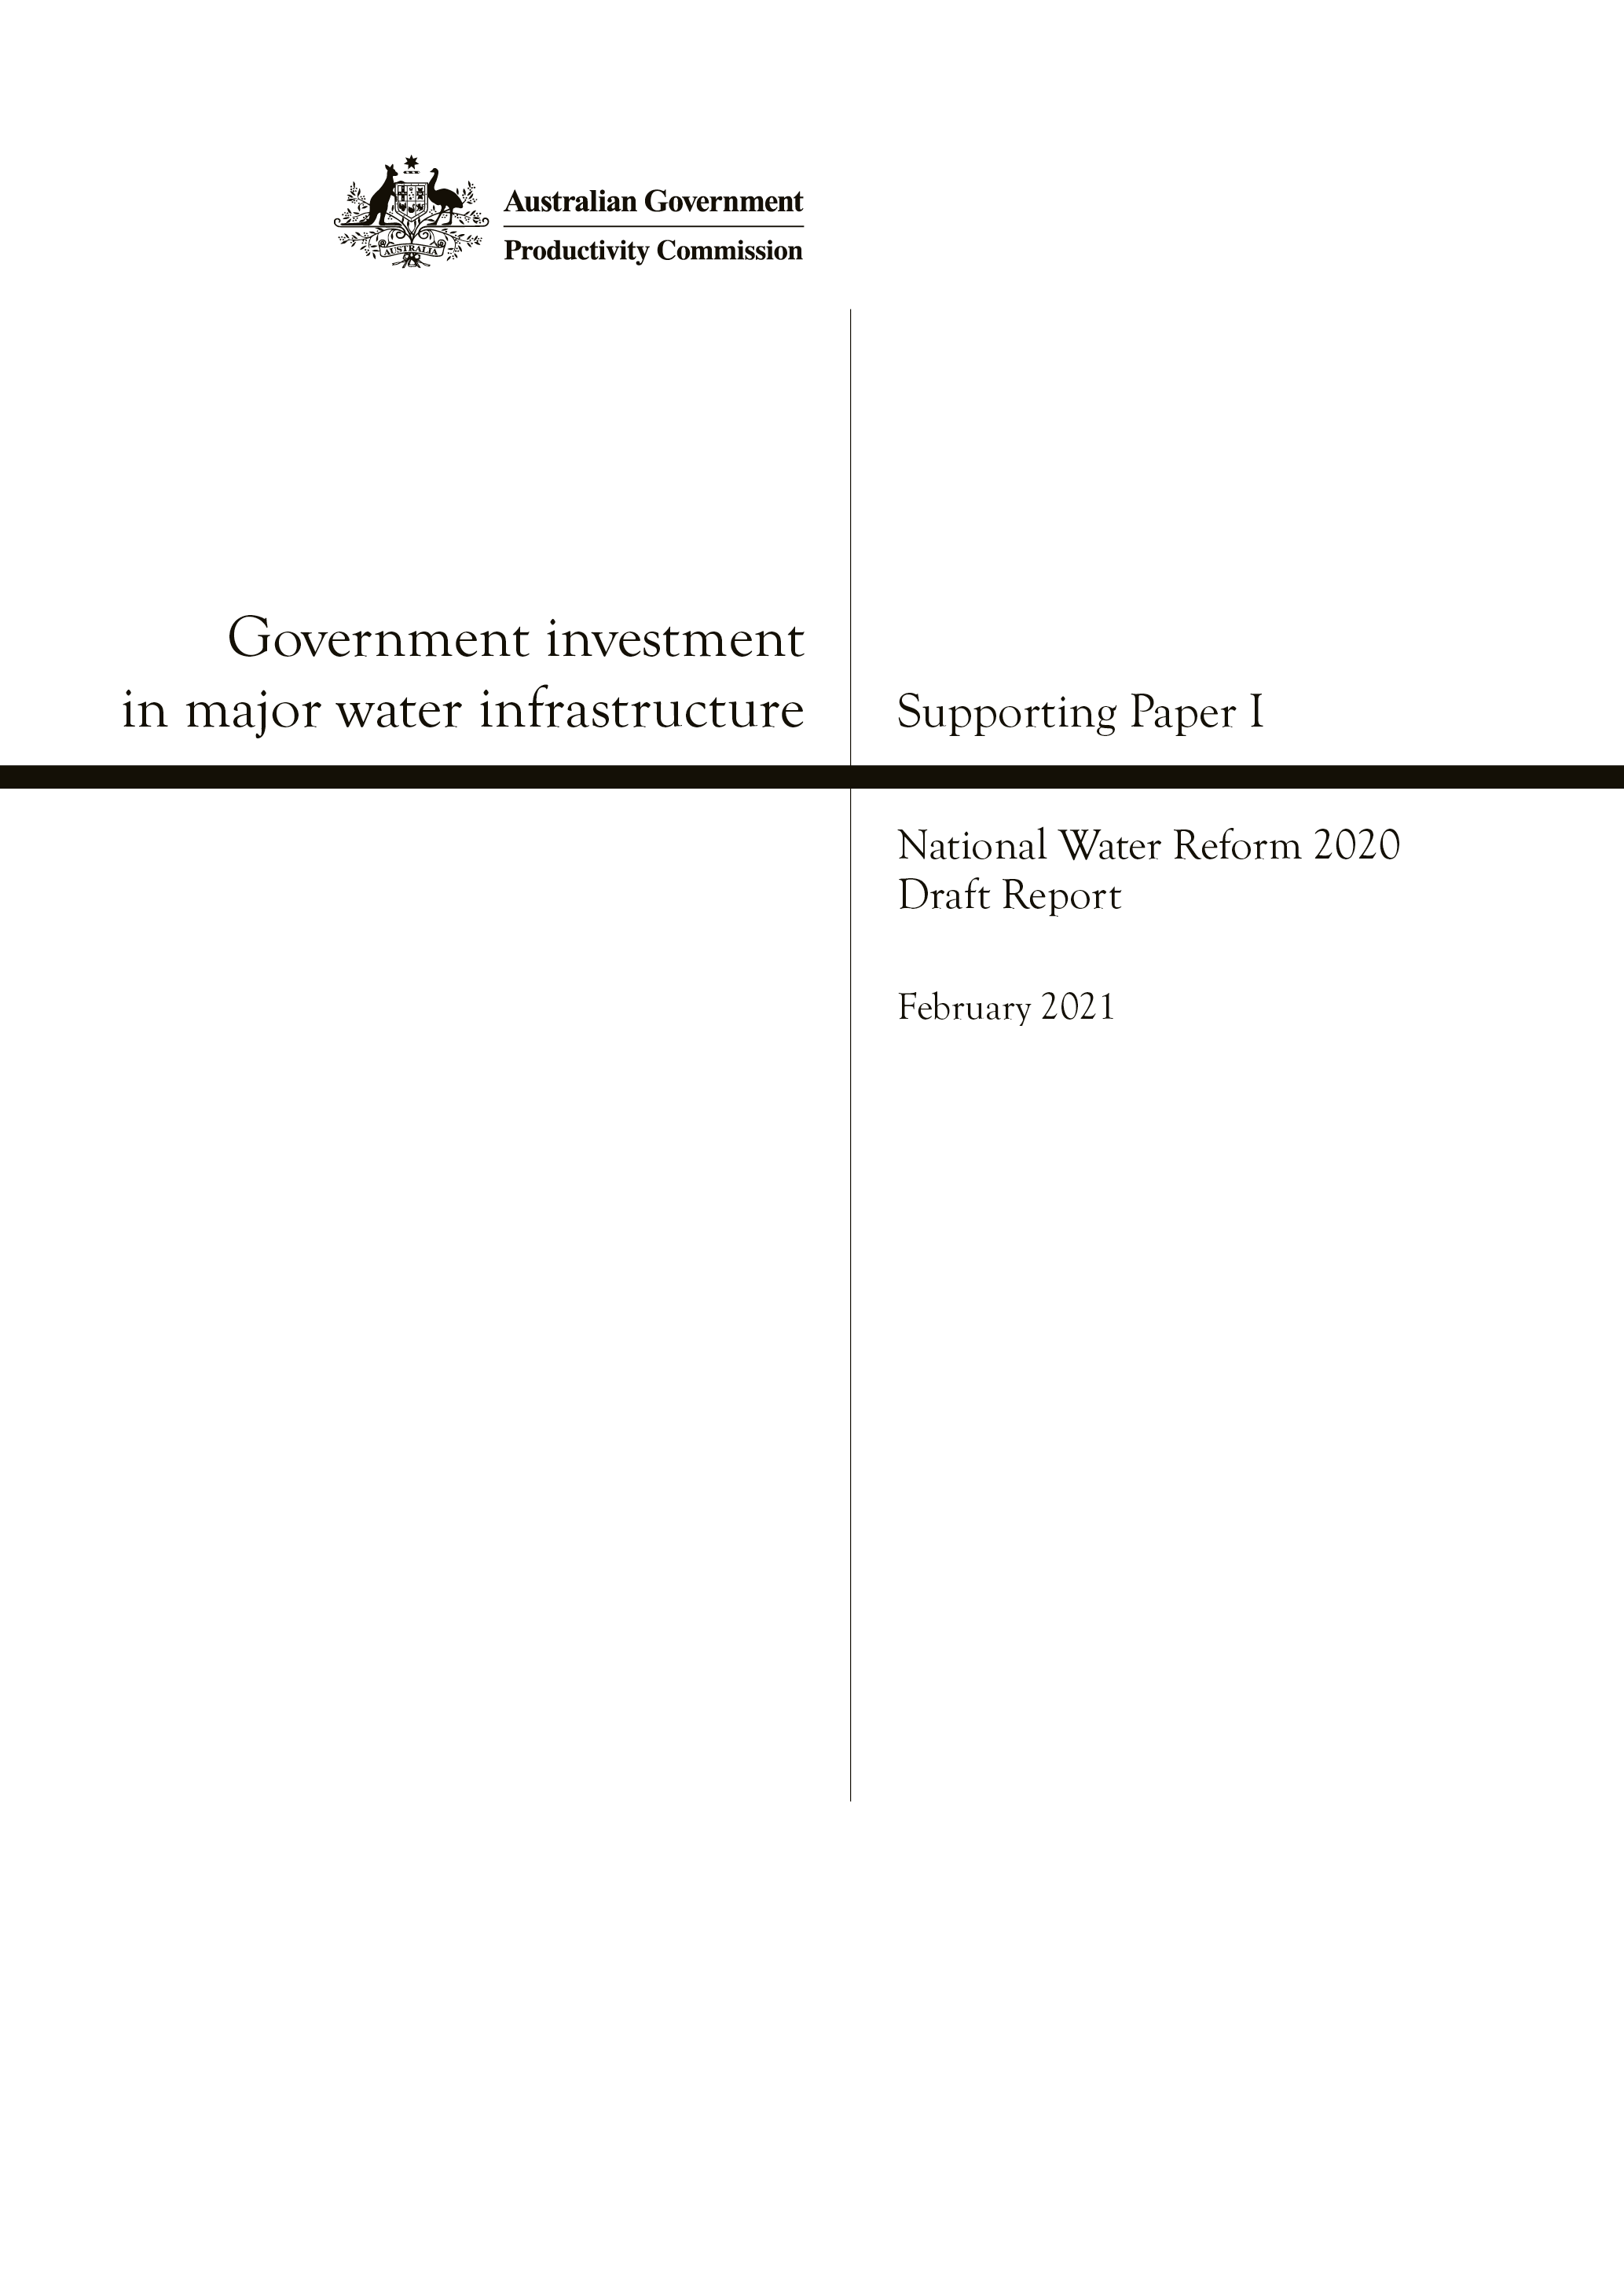 AUSTRALIA
Australian Government
Productivity Commission
Government investment
in major water infrastructure
Supporting Paper I
National Water Reform 2020
Draft Report
February 2021